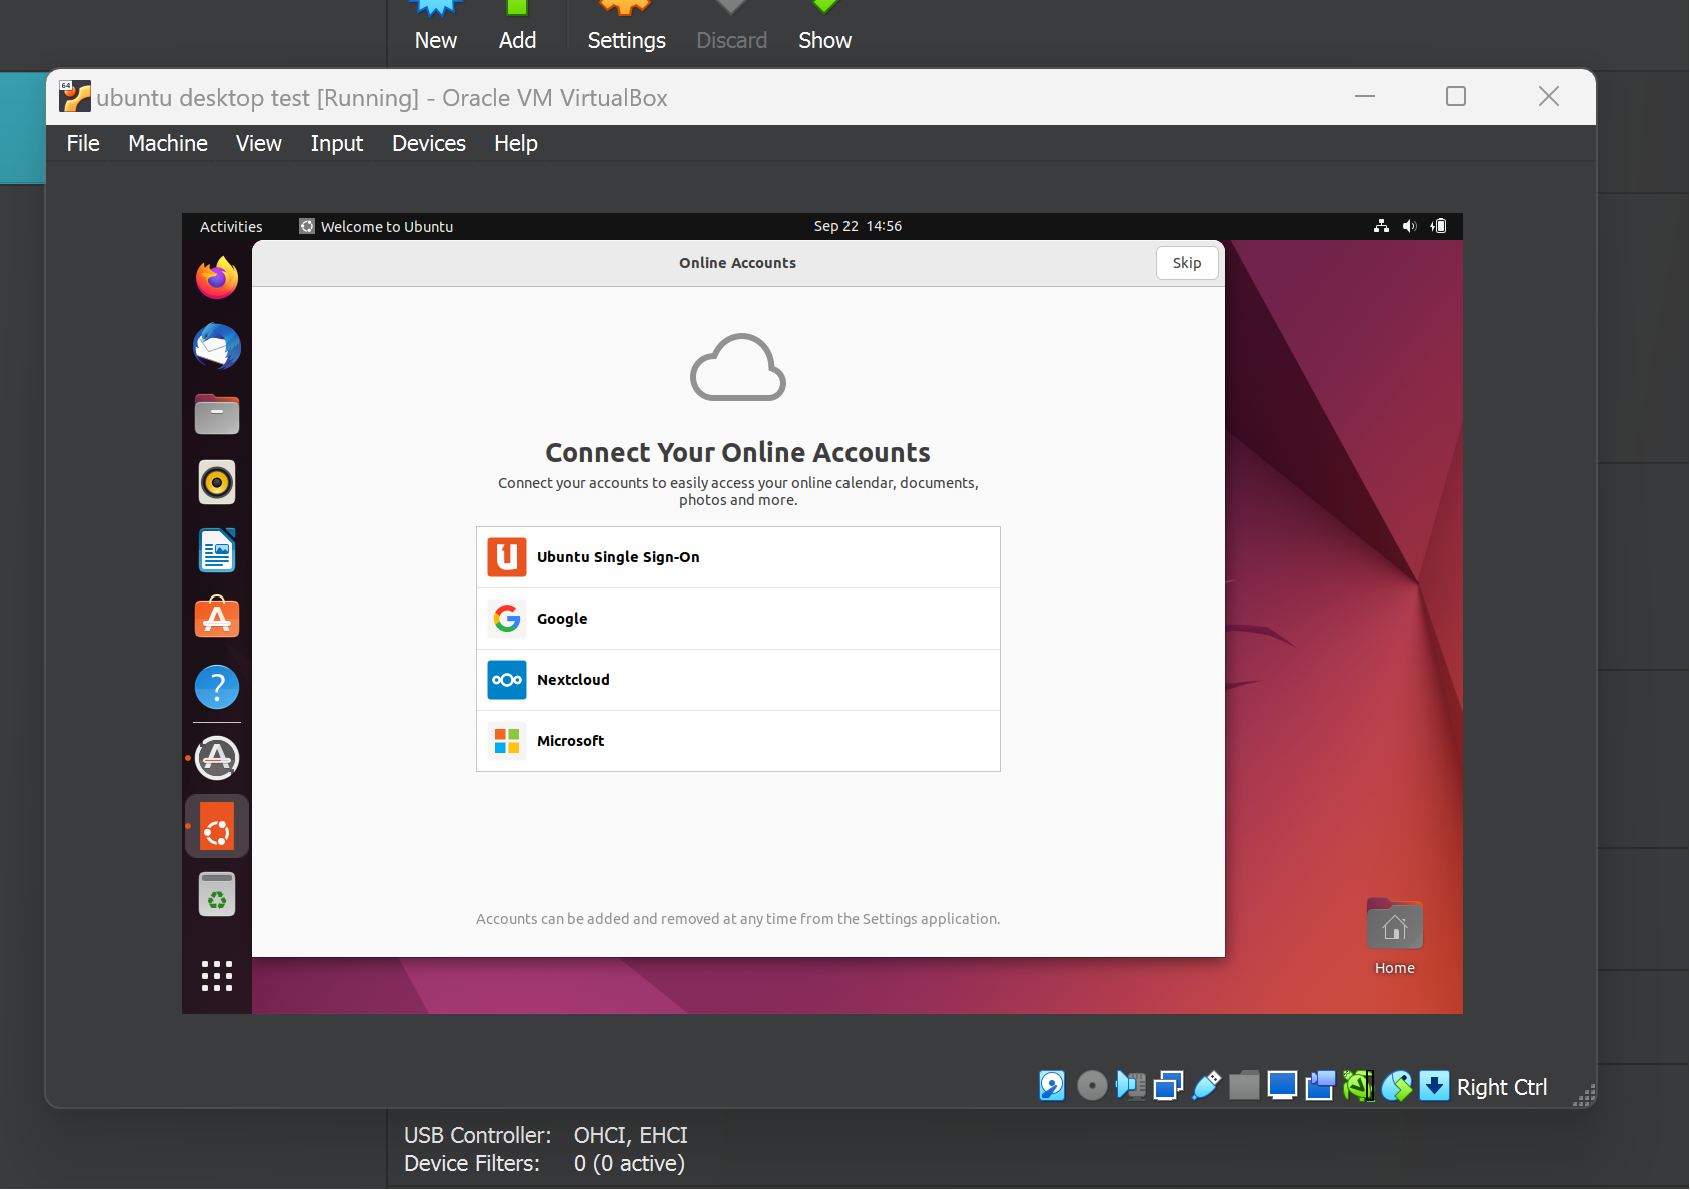 New Add Settings Discard Show
64
ubuntu desktop test [Running] - Oracle VM VirtualBox
File Machine View Input Devices Help
Activities Welcome to Ubuntu Sep 22 14:56
Online Accounts Skip
Connect Your Online Accounts
Connect your accounts to easily access your online calendar, documents,
photos and more.
Ubuntu Single Sign-On
Google
Nextcloud
Microsoft
Accounts can be added and removed at any time from the Settings application.
Home
Right Ctrl
USB Controller: OHCI, EHCI
Device Filters: 0 (0 active)